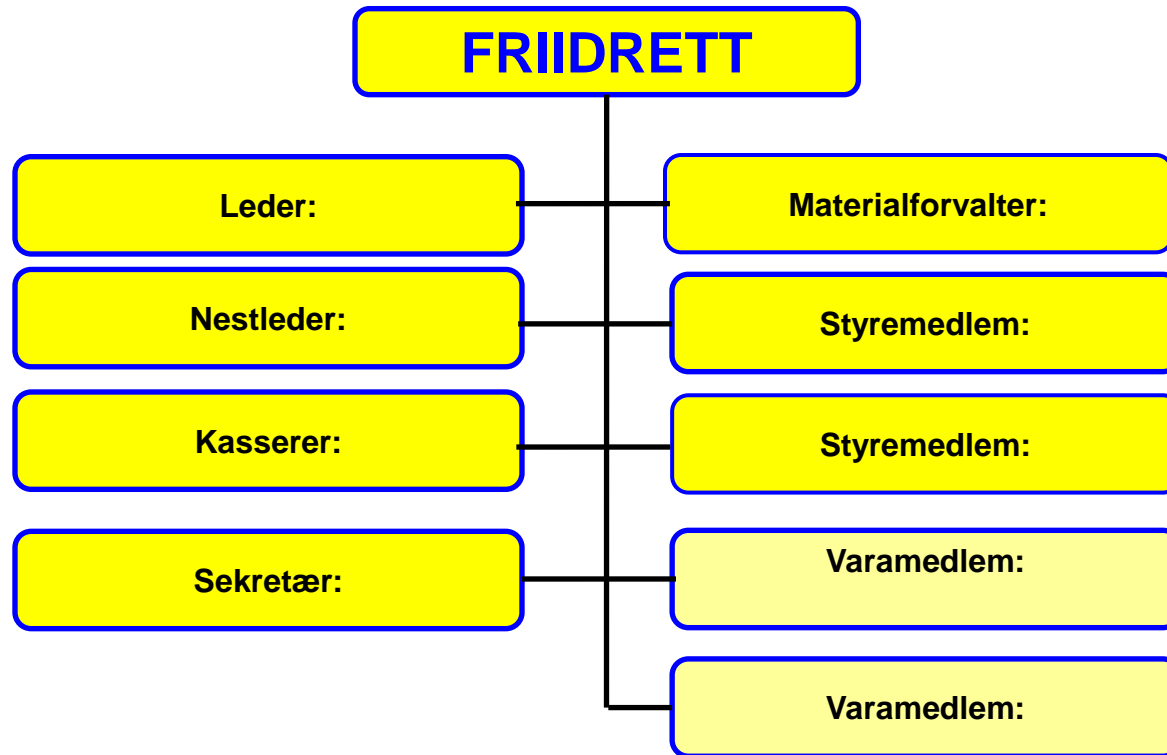 FRIIDRETT
Leder:
Materialforvalter:
Nestleder:
Styremedlem:
Kasserer:
Styremedlem:
Sekretær:
Varamedlem:
Varamedlem: